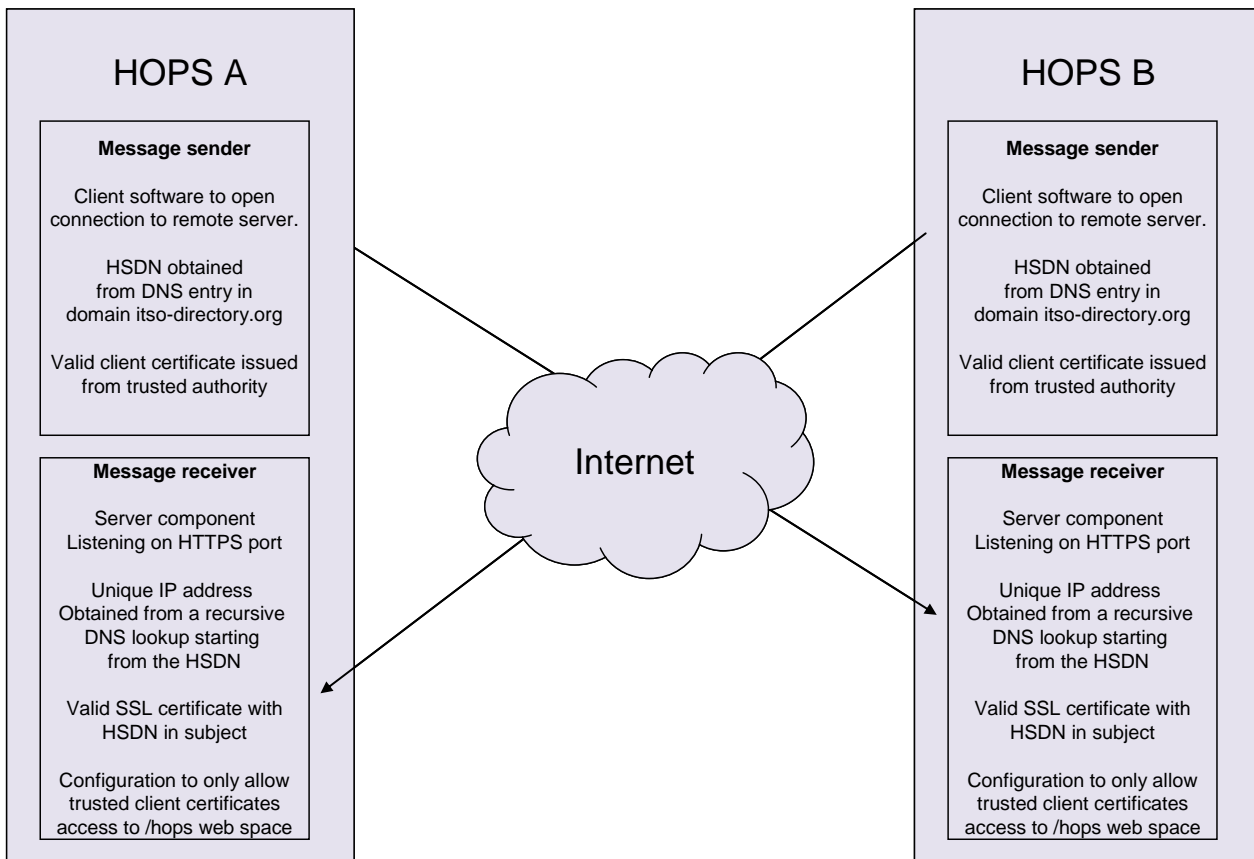 HOPS A
Message sender
Client software to open
connection to remote server.
HSDN obtained
from DNS entry in
domain itso-directory.org
Valid client certificate issued
from trusted authority
Message receiver
Server component
Listening on HTTPS port
Unique IP address
Obtained from a recursive
DNS lookup starting
from the HSDN
Valid SSL certificate with
HSDN in subject
Configuration to only allow
trusted client certificates
access to /hops web space
Internet
HOPS B
Message sender
Client software to open
connection to remote server.
HSDN obtained
from DNS entry in
domain itso-directory.org
Valid client certificate issued
from trusted authority
Message receiver
Server component
Listening on HTTPS port
Unique IP address
Obtained from a recursive
DNS lookup starting
from the HSDN
Valid SSL certificate with
HSDN in subject
Configuration to only allow
trusted client certificates
access to /hops web space